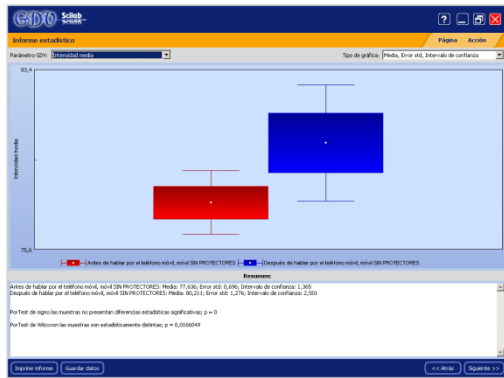 GDV Scilab
Informe estadístico
Página Acción
Parámetro GDV: Intensidad media
Tipo de gráfica: Media, Error std, Intervalo de confianza
83,4
Intensidad media
75,6
Antes de hablar por el teléfono móvil, móvil SIN PROTECTORES Después de hablar por el teléfono móvil, móvil SIN PROTECTORES
Resumen:
Antes de hablar por el teléfono móvil, móvil SIN PROTECTORES: Media: 77,636; Error std: 0,696; Intervalo de confianza: 1,365
Después de hablar por el teléfono móvil, móvil SIN PROTECTORES: Media: 80,211; Error std: 1,276; Intervalo de confianza: 2,501
PorTest de signo las muestras no presentan diferencias estadísticas significativas; p = 0
PorTest de Wilcoxon las muestras son estadísticamente distintas; p = 0,0166049
Imprimir informe Guardar datos << Atrás Siguiente >>